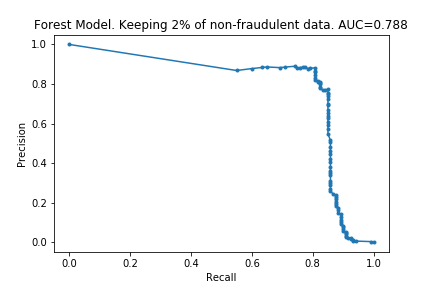 Forest Model. Keeping 2% of non-fraudulent data. AUC=0.788
1.0
0.8
0.6
0.4
0.2
0.0
Precision
0.0 0.2 0.4 0.6 0.8 1.0
Recall